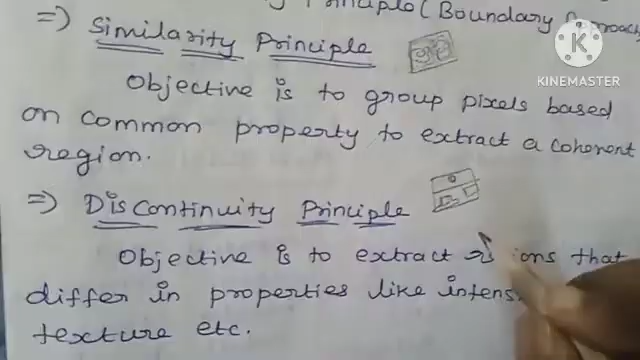 Principle (Boundary
=) Similarity Principle
Objective is to group pixels based
on common property to extract a coherent
region.
=) Discontinuity Principle
Objective is to extract that
differ in properties like
texture etc.
K
KINEMASTER